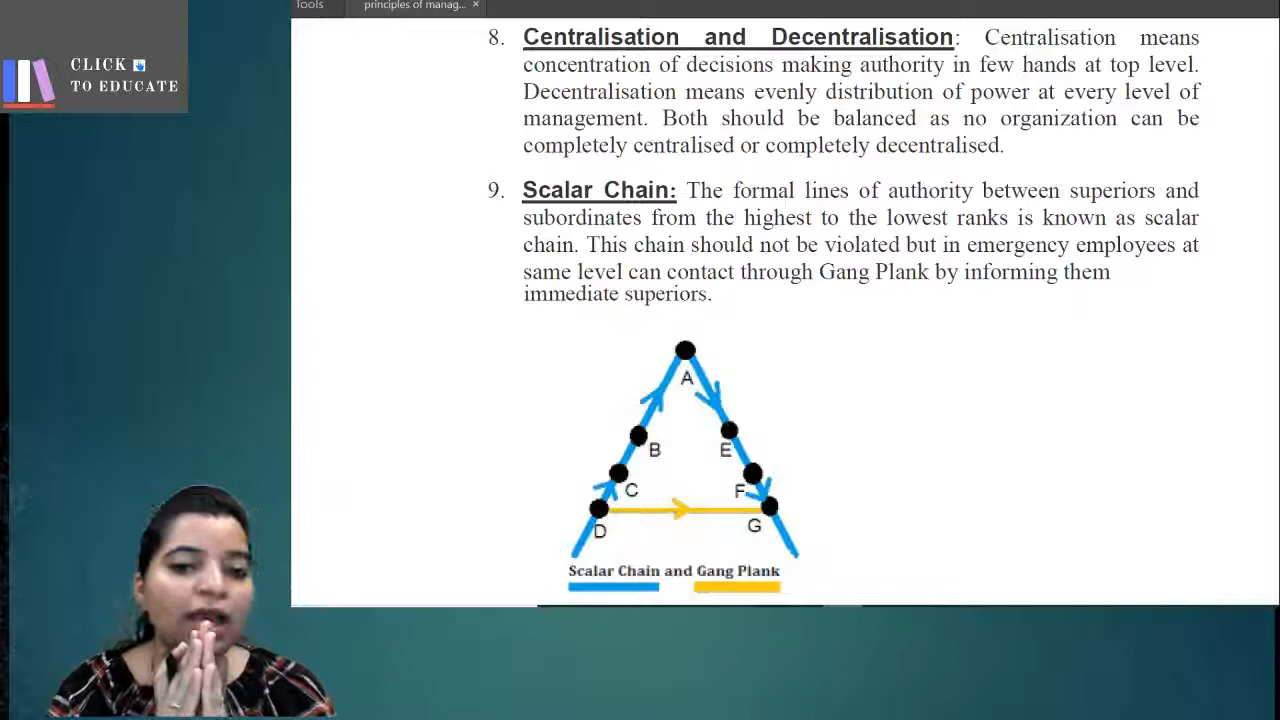 Tools
principles of manag... ×
CLICK
TO EDUCATE
8. Centralisation and Decentralisation: Centralisation means
concentration of decisions making authority in few hands at top level.
Decentralisation means evenly distribution of power at every level of
management. Both should be balanced as no organization can be
completely centralised or completely decentralised.
9. Scalar Chain: The formal lines of authority between superiors and
subordinates from the highest to the lowest ranks is known as scalar
chain. This chain should not be violated but in emergency employees at
same level can contact through Gang Plank by informing them
immediate superiors.
A
B
E
C
F
D
G
Scalar Chain and Gang Plank